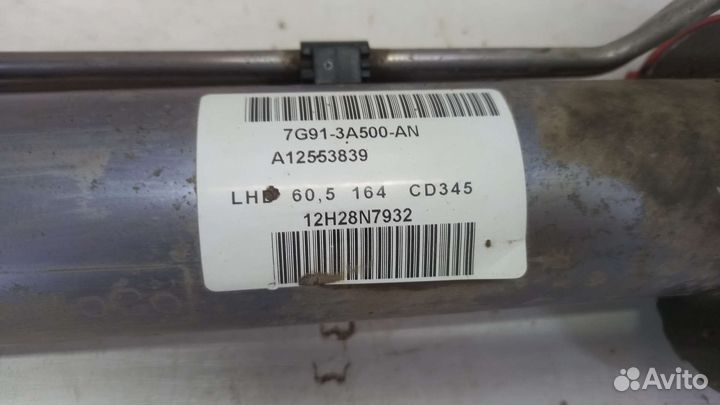 7G91-3A500-AN
A12553839
LHD 60,5 164 CD345
12H28N7932
Avito